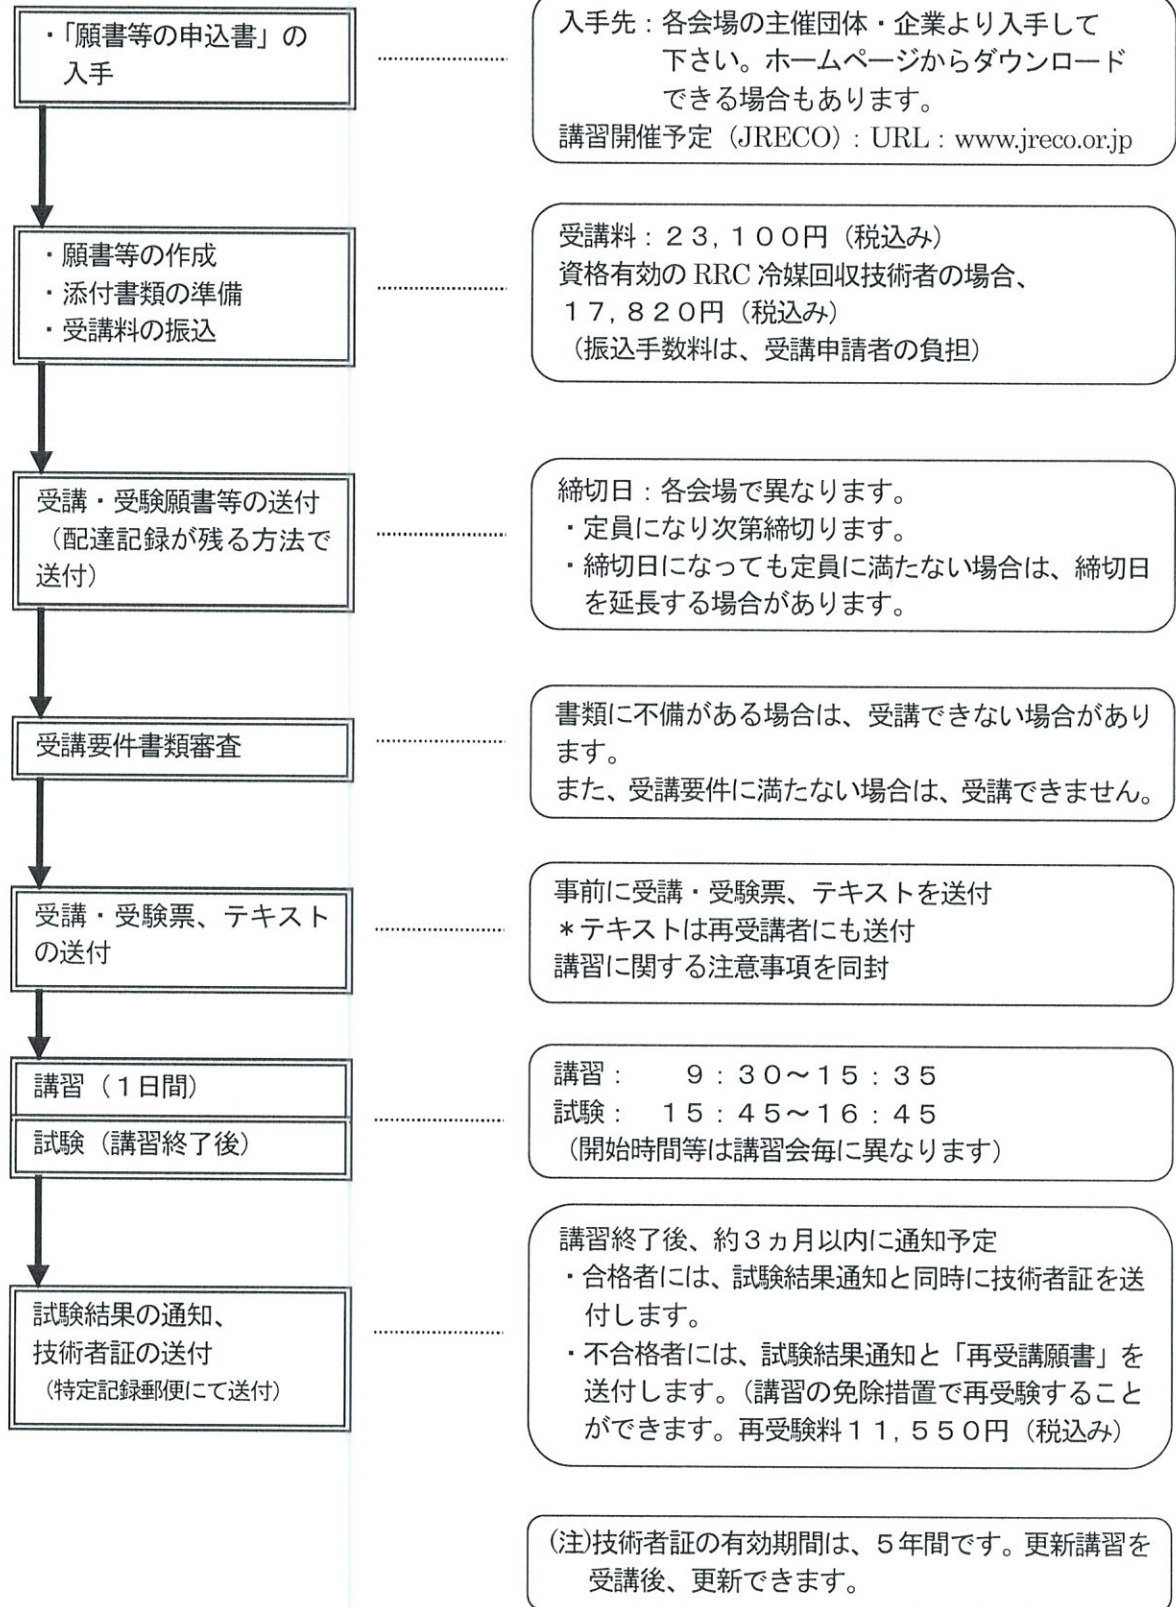 ・「願書等の申込書」の
入手
入手先：各会場の主催団体・企業より入手して
下さい。ホームページからダウンロード
できる場合もあります。
講習開催予定（JRECO）：URL：www.jreco.or.jp
・願書等の作成
・添付書類の準備
・受講料の振込
受講料：２３,１００円（税込み）
資格有効の RRC 冷媒回収技術者の場合、
１７,８２０円（税込み）
（振込手数料は、受講申請者の負担）
受講・受験願書等の送付
（配達記録が残る方法で
送付）
締切日：各会場で異なります。
・定員になり次第締切ります。
・締切日になっても定員に満たない場合は、締切日
を延長する場合があります。
受講要件書類審査
書類に不備がある場合は、受講できない場合があり
ます。
また、受講要件に満たない場合は、受講できません。
受講・受験票、テキスト
の送付
事前に受講・受験票、テキストを送付
＊テキストは再受講者にも送付
講習に関する注意事項を同封
講習（１日間）
試験（講習終了後）
講習：　９：３０～１５：３５
試験：　１５：４５～１６：４５
（開始時間等は講習会毎に異なります）
試験結果の通知、
技術者証の送付
（特定記録郵便にて送付）
講習終了後、約３ヵ月以内に通知予定
・合格者には、試験結果通知と同時に技術者証を送
付します。
・不合格者には、試験結果通知と「再受講願書」を
送付します。（講習の免除措置で再受験すること
ができます。再受験料１１,５５０円（税込み）
(注)技術者証の有効期間は、５年間です。更新講習を
受講後、更新できます。